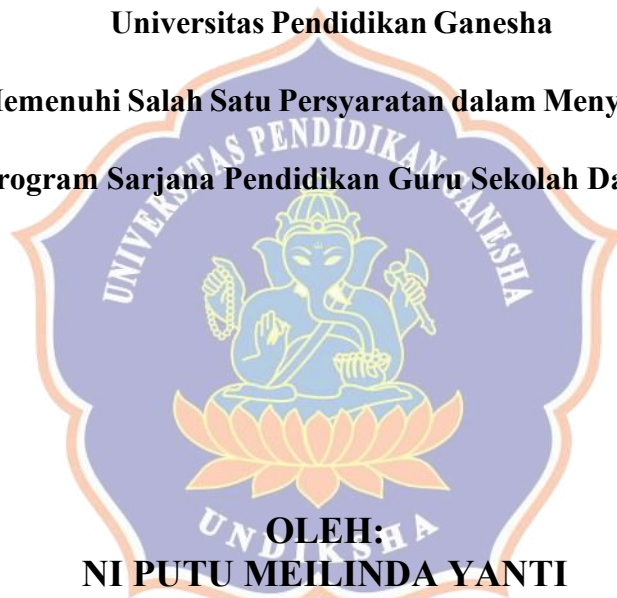 Universitas Pendidikan Ganesha
emenuhi Salah Satu Persyaratan dalam Meny
rogram Sarjana Pendidikan Guru Sekolah Da
UNIVERSITAS PENDIDIKAN GANESHA
UNDIKSHA
OLEH:
NI PUTU MEILINDA YANTI